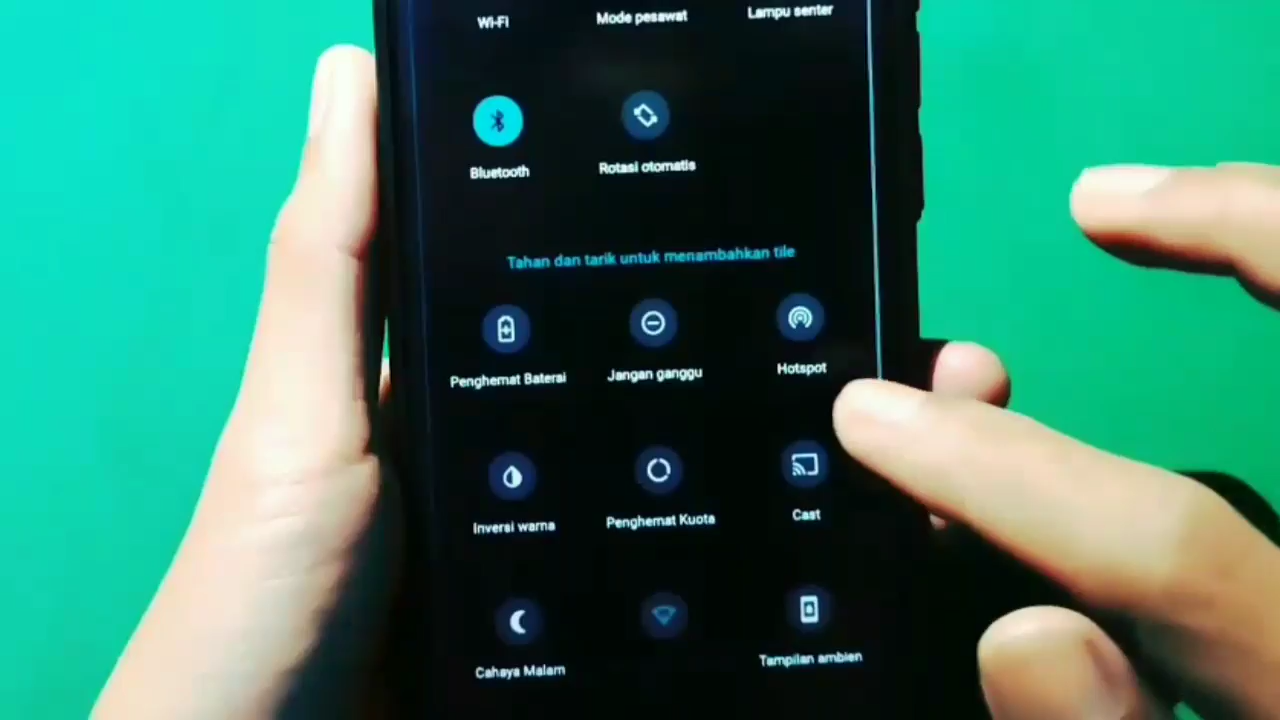 Wi-Fi
Mode pesawat
Lampu senter
Bluetooth
Rotasi otomatis
Tahan dan tarik untuk menambahkan tile
Penghemat Baterai
Jangan ganggu
Hotspot
Inversi warna
Penghemat Kuota
Cast
Cahaya Malam
Tampilan ambien